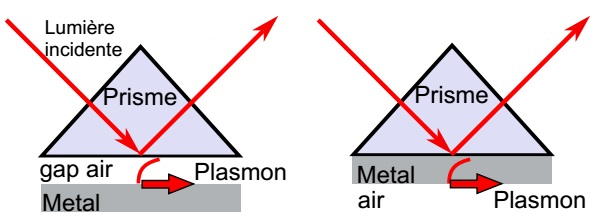 Lumière
incidente
Prisme
gap air
Plasmon
Metal
Prisme
Metal
air
Plasmon